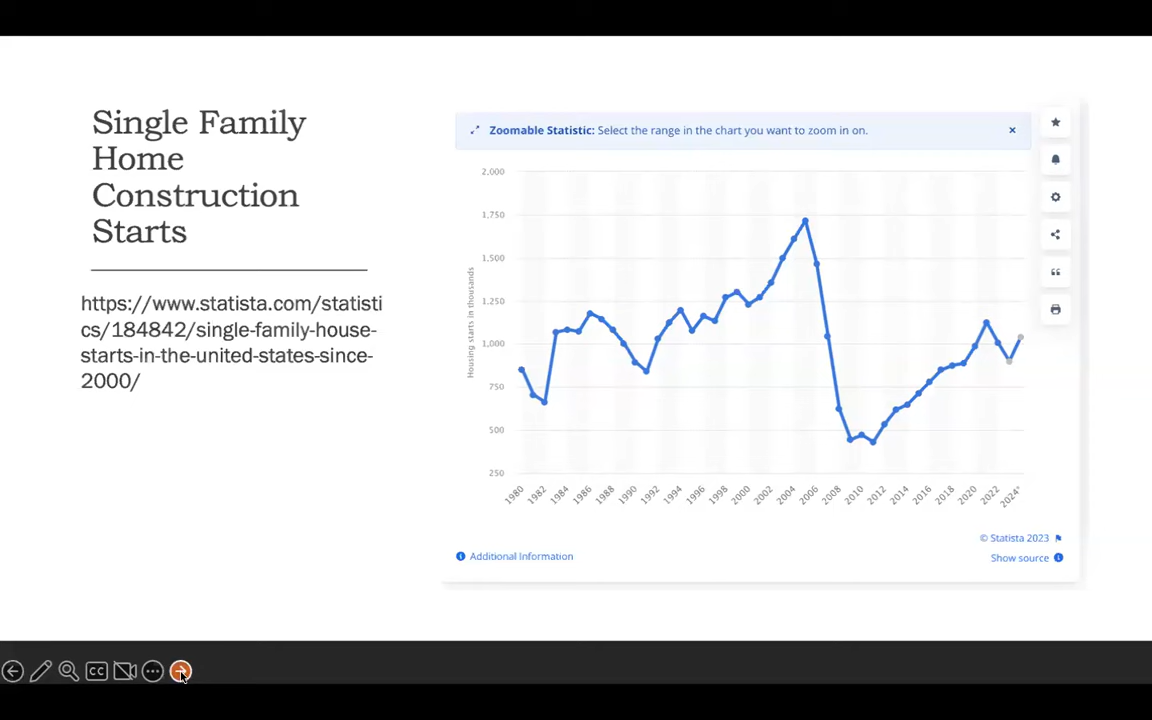 Single Family
Home
Construction
Starts
https://www.statista.com/statisti
cs/184842/single-family-house-
starts-in-the-united-states-since-
2000/
Zoomable Statistic: Select the range in the chart you want to zoom in on.
×
Housing starts in thousands
2,000
1,750
1,500
1,250
1,000
750
500
250
1980
1982
1984
1986
1988
1990
1992
1994
1996
1998
2000
2002
2004
2006
2008
2010
2012
2014
2016
2018
2020
2022
2024*
© Statista 2023
Additional Information
Show source
CC